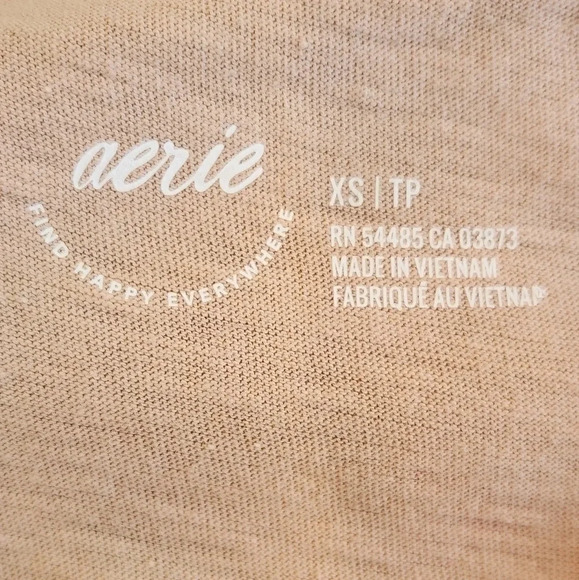 aerie
FIND HAPPY EVERYWHERE
XS | TP
RN 54485 CA 03873
MADE IN VIETNAM
FABRIQUÉ AU VIETNAM